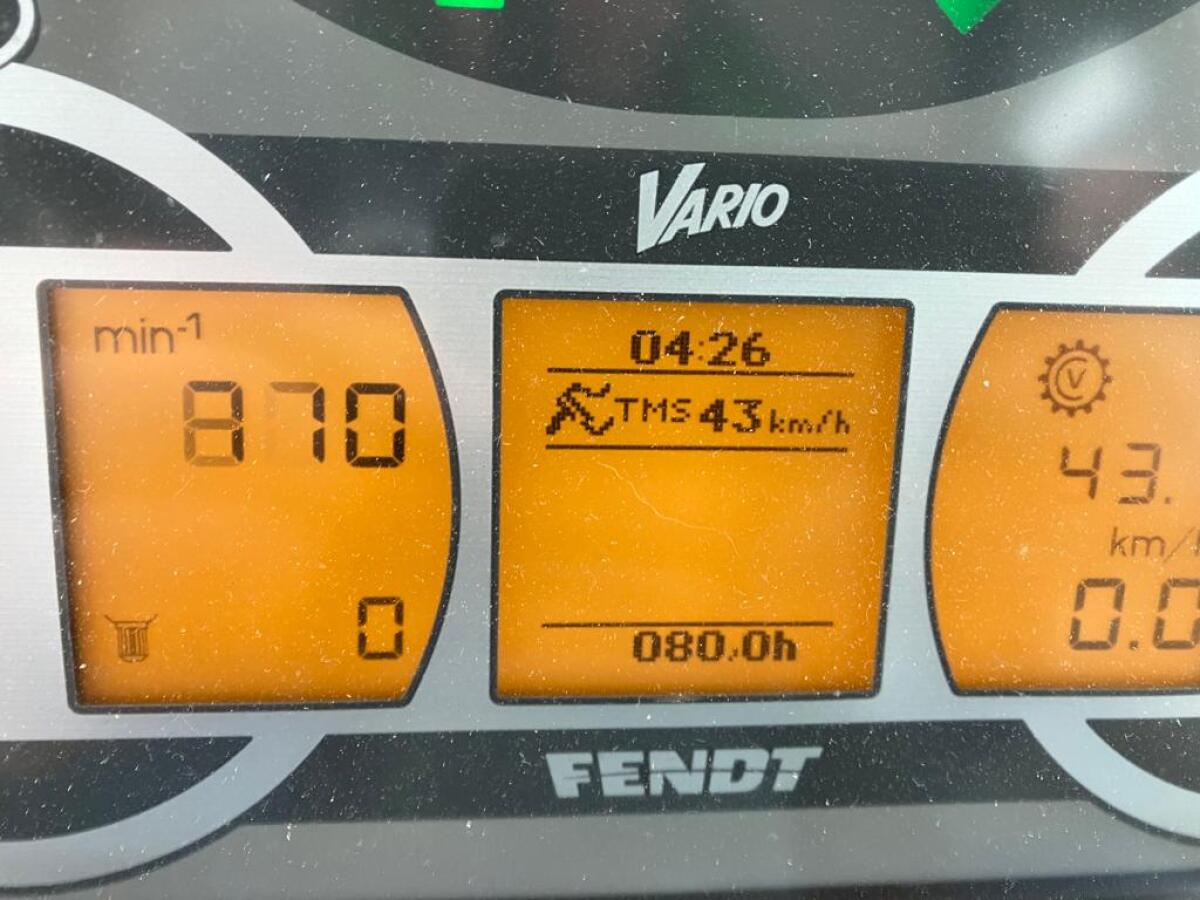 VARIO
min⁻¹
870
0
04:26
TMS 43 km/h
080.0h
V
43.
km/h
0.0
FENDT